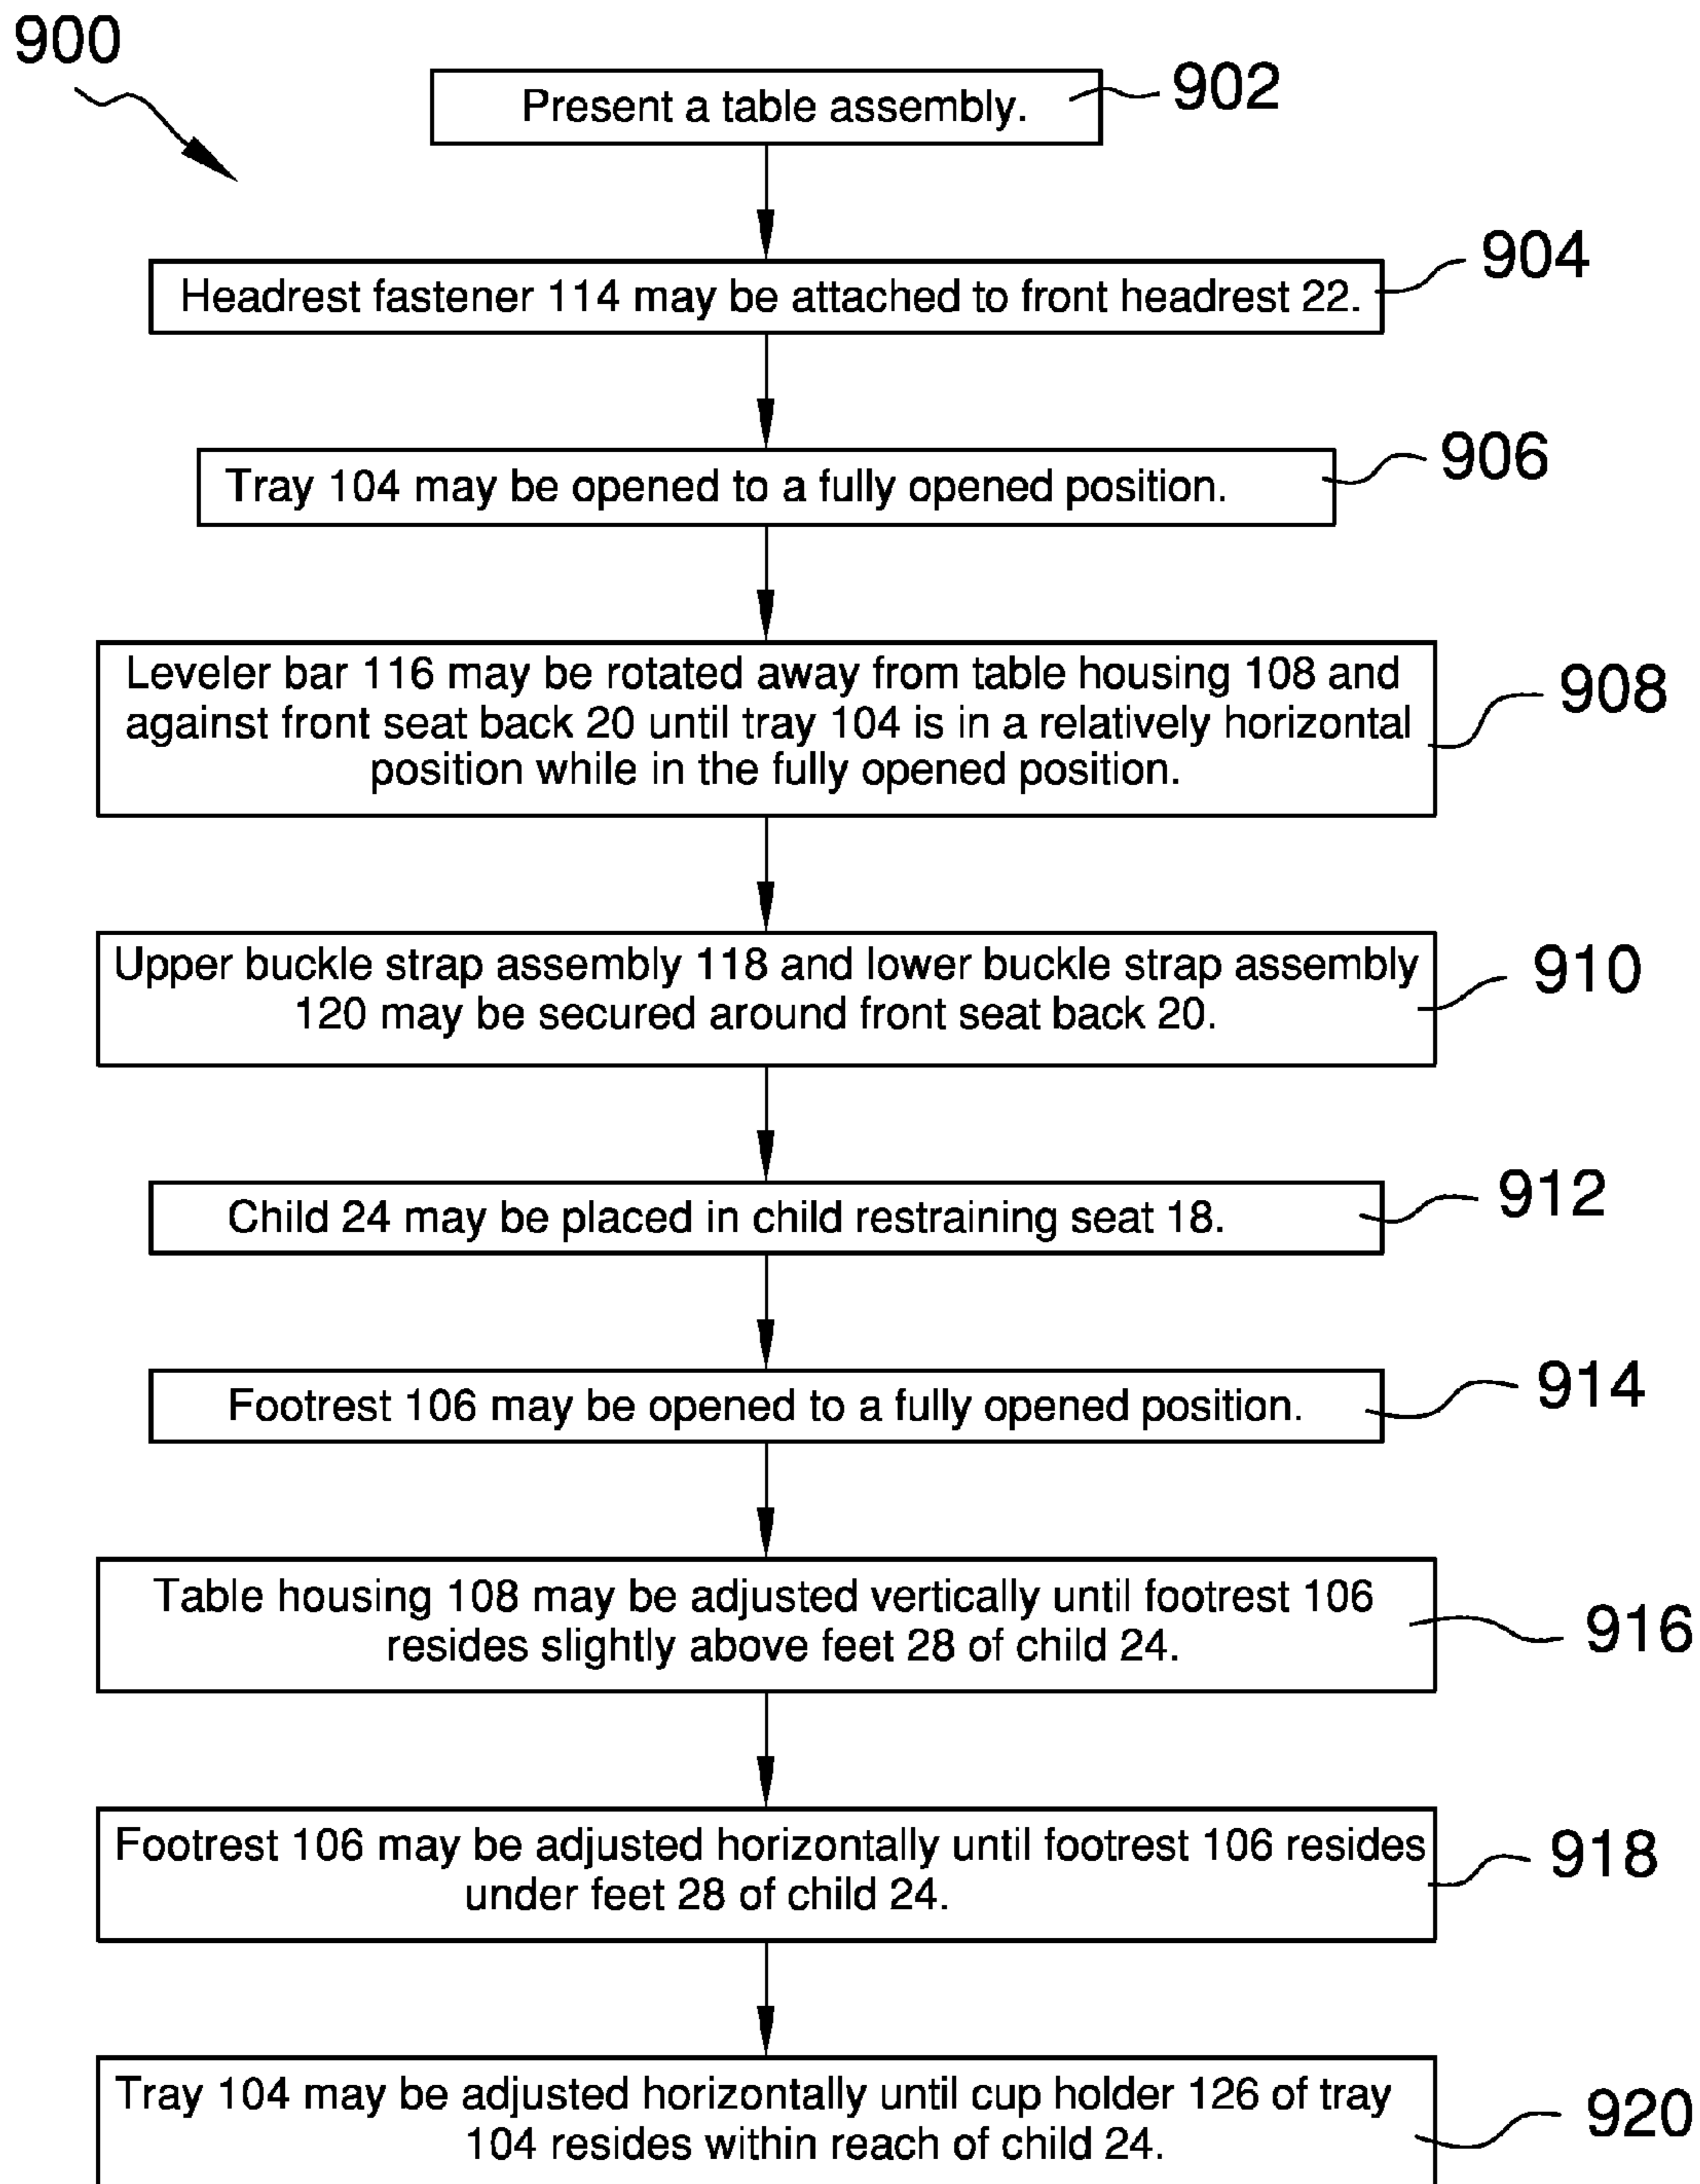 900
Present a table assembly.
902
Headrest fastener 114 may be attached to front headrest 22.
904
Tray 104 may be opened to a fully opened position.
906
Leveler bar 116 may be rotated away from table housing 108 and
against front seat back 20 until tray 104 is in a relatively horizontal
position while in the fully opened position.
908
Upper buckle strap assembly 118 and lower buckle strap assembly
120 may be secured around front seat back 20.
910
Child 24 may be placed in child restraining seat 18.
912
Footrest 106 may be opened to a fully opened position.
914
Table housing 108 may be adjusted vertically until footrest 106
resides slightly above feet 28 of child 24.
916
Footrest 106 may be adjusted horizontally until footrest 106 resides
under feet 28 of child 24.
918
Tray 104 may be adjusted horizontally until cup holder 126 of tray
104 resides within reach of child 24.
920